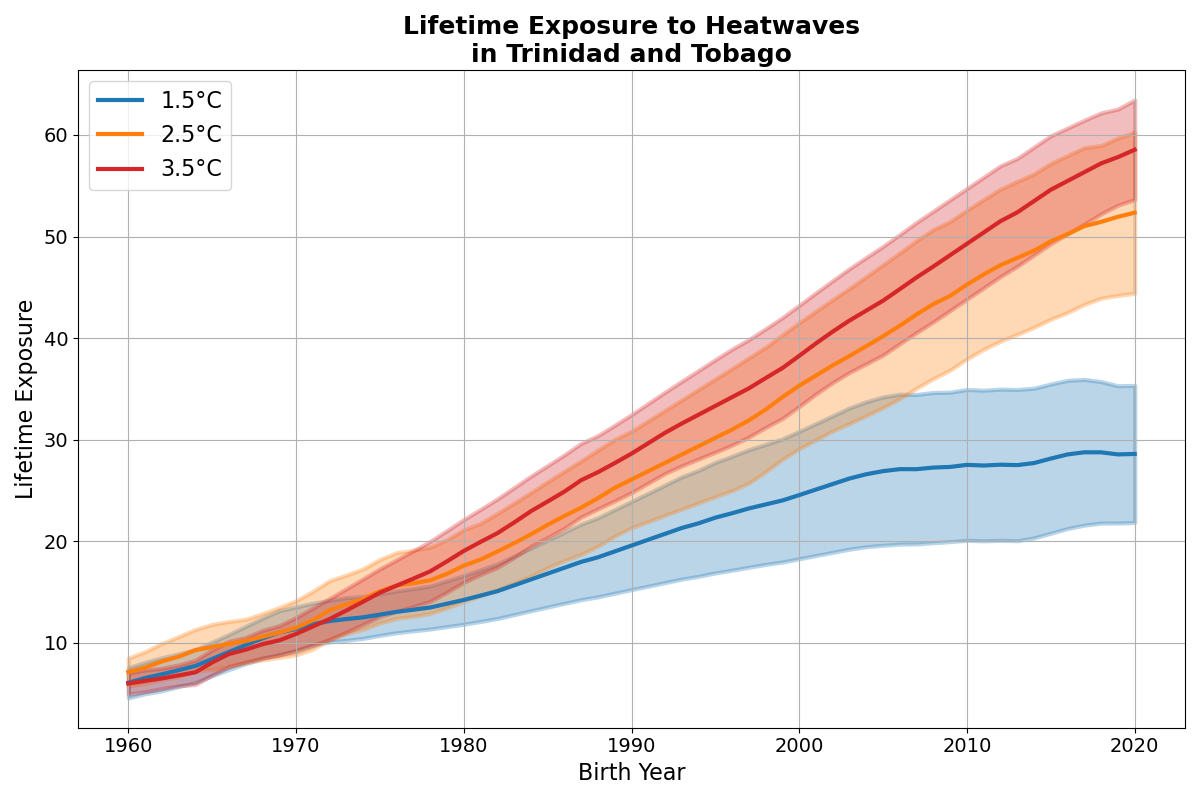 Lifetime Exposure to Heatwaves
in Trinidad and Tobago
1.5°C
2.5°C
3.5°C
Lifetime Exposure
60
50
40
30
20
10
1960 1970 1980 1990 2000 2010 2020
Birth Year